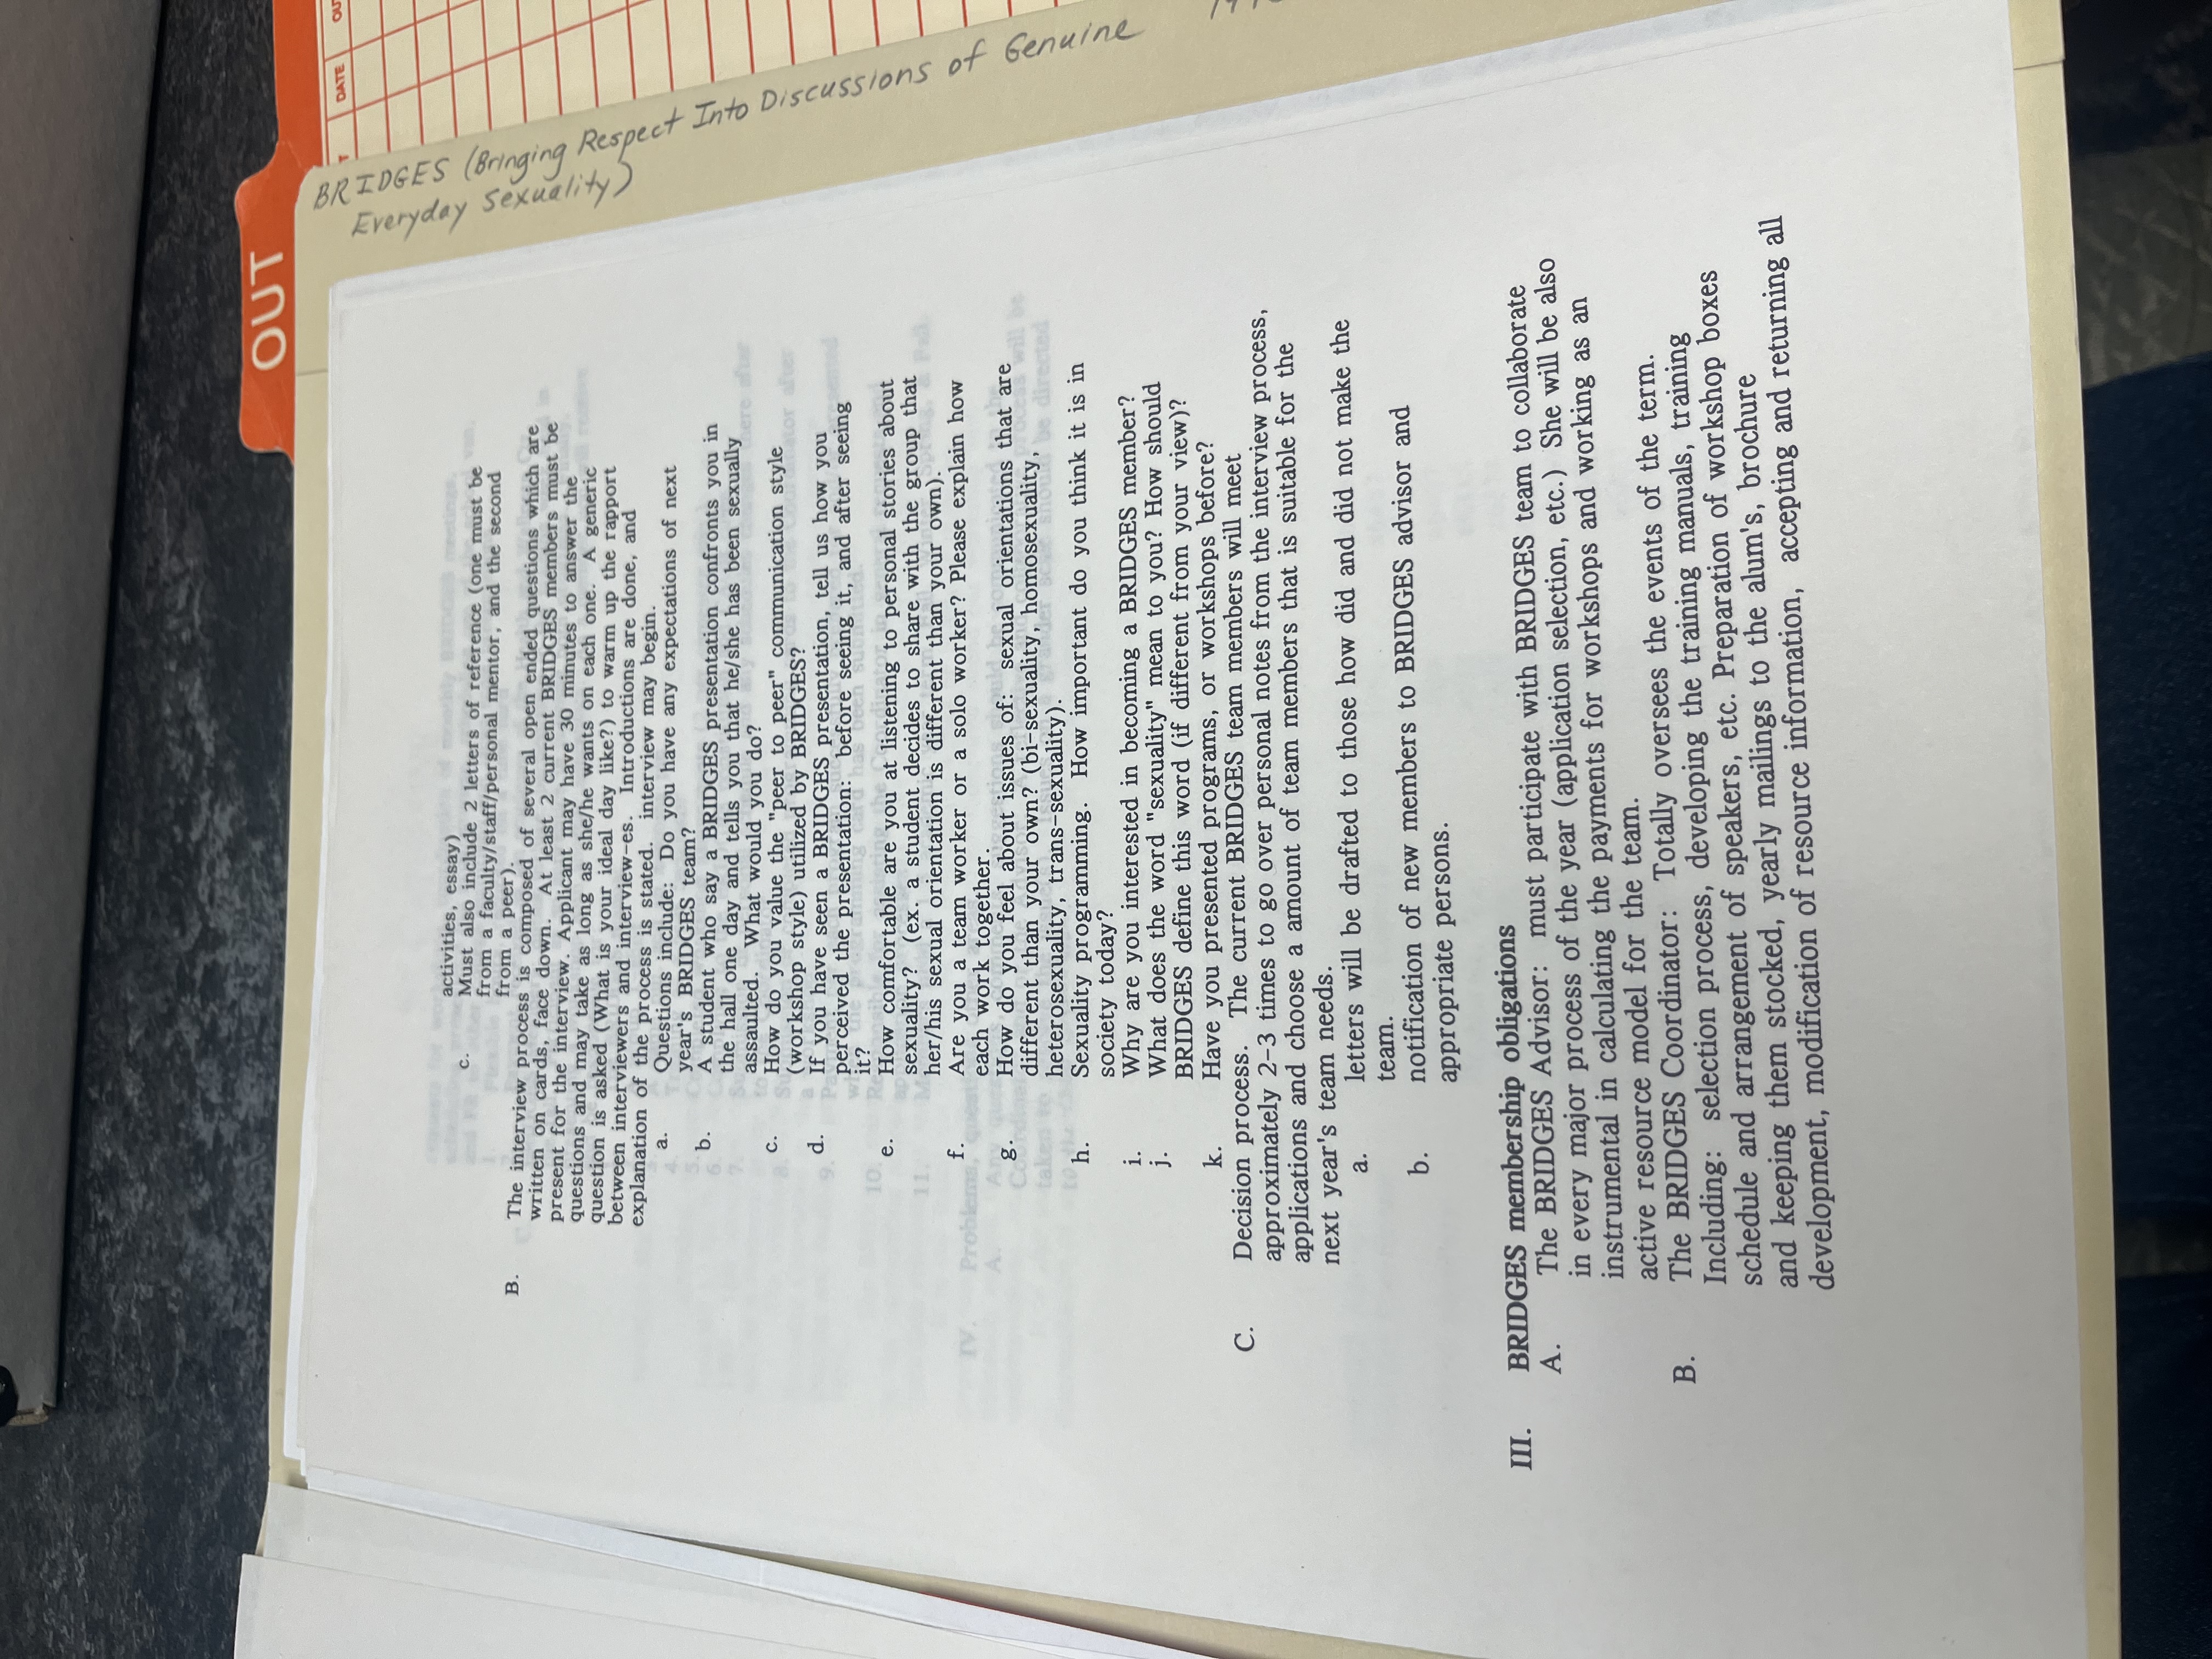 OUT
DATE
OU
BRIDGES (Bringing Respect Into Discussions of Genuine
Everyday Sexuality)
activities, essay)
c. Must also include 2 letters of reference (one must be
from a faculty/staff/personal mentor, and the second
from a peer).
B. The interview process is composed of several open ended questions which are
written on cards, face down. At least 2 current BRIDGES members must be
present for the interview. Applicant may have 30 minutes to answer the
questions and may take as long as she/he wants on each one. A generic
question is asked (What is your ideal day like?) to warm up the rapport
between interviewers and interview-es. Introductions are done, and
explanation of the process is stated. interview may begin.
a. Questions include: Do you have any expectations of next
year's BRIDGES team?
b. A student who say a BRIDGES presentation confronts you in
the hall one day and tells you that he/she has been sexually
assaulted. What would you do?
c. How do you value the "peer to peer" communication style
(workshop style) utilized by BRIDGES?
d. If you have seen a BRIDGES presentation, tell us how you
perceived the presentation: before seeing it, and after seeing
it?
e. How comfortable are you at listening to personal stories about
sexuality? (ex. a student decides to share with the group that
her/his sexual orientation is different than your own).
f. Are you a team worker or a solo worker? Please explain how
each work together.
g. How do you feel about issues of: sexual orientations that are
different than your own? (bi-sexuality, homosexuality,
heterosexuality, trans-sexuality).
h. Sexuality programming. How important do you think it is in
society today?
i. Why are you interested in becoming a BRIDGES member?
j. What does the word "sexuality" mean to you? How should
BRIDGES define this word (if different from your view)?
k. Have you presented programs, or workshops before?
C. Decision process. The current BRIDGES team members will meet
approximately 2-3 times to go over personal notes from the interview process,
applications and choose a amount of team members that is suitable for the
next year's team needs.
a. letters will be drafted to those how did and did not make the
team.
b. notification of new members to BRIDGES advisor and
appropriate persons.
III. BRIDGES membership obligations
A. The BRIDGES Advisor: must participate with BRIDGES team to collaborate
in every major process of the year (application selection, etc.) She will be also
instrumental in calculating the payments for workshops and working as an
active resource model for the team.
B. The BRIDGES Coordinator: Totally oversees the events of the term.
Including: selection process, developing the training manuals, training
schedule and arrangement of speakers, etc. Preparation of workshop boxes
and keeping them stocked, yearly mailings to the alum's, brochure
development, modification of resource information, accepting and returning all